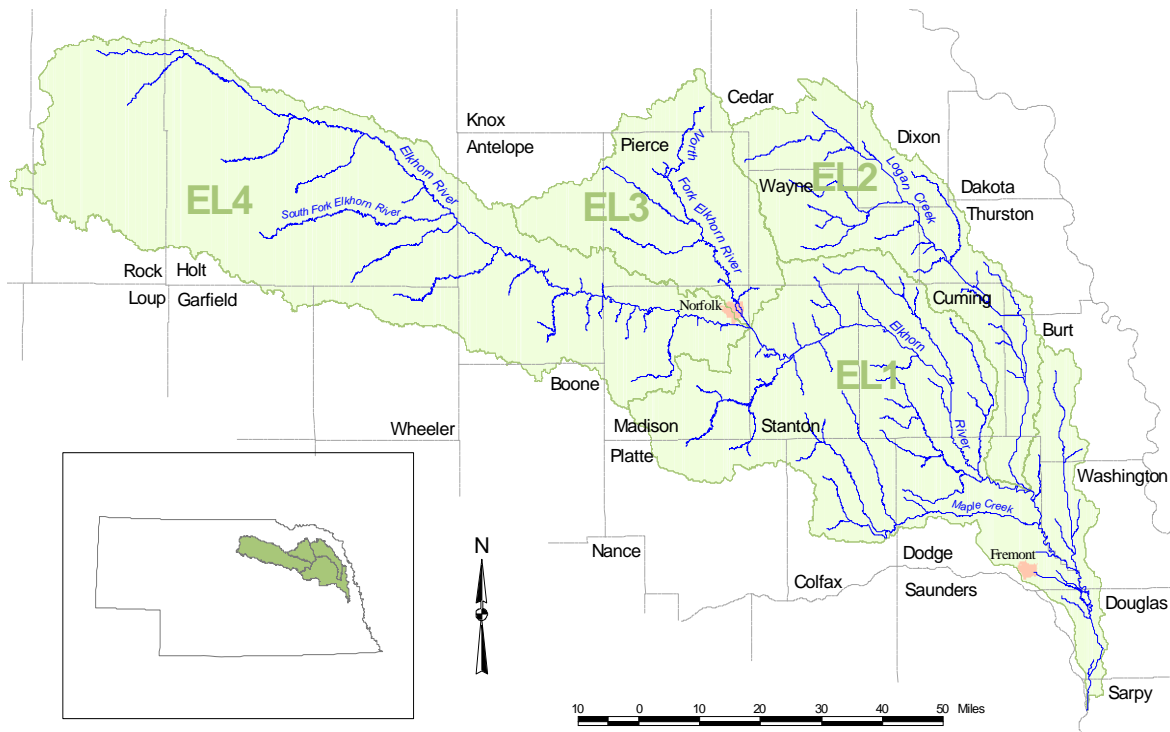 Cedar
Knox
Antelope
Pierce
North
Fork Elkhorn River
Dixon
Logan
Creek
Wayne
EL2
Dakota
Thurston
Elkhorn
River
EL4
EL3
South Fork Elkhorn River
Rock
Holt
Loup
Garfield
Norfolk
Cuming
Burt
Elkhorn
River
EL1
Boone
Wheeler
Madison
Platte
Stanton
Washington
Maple Creek
Nance
Dodge
Fremont
Colfax
Saunders
Douglas
Sarpy
N
10 0 10 20 30 40 50 Miles